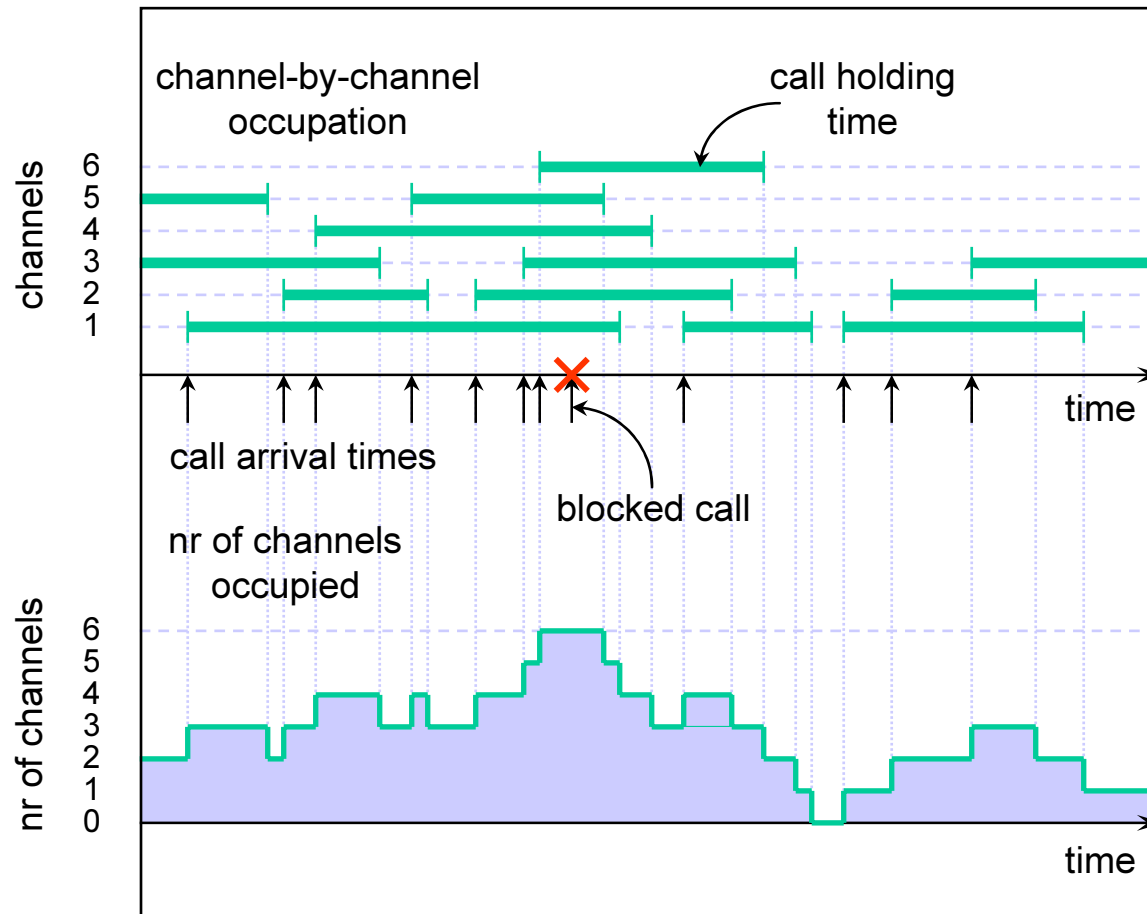 channel-by-channel
occupation
call holding
time
channels
6
5
4
3
2
1
time
call arrival times
blocked call
nr of channels
occupied
nr of channels
6
5
4
3
2
1
0
time